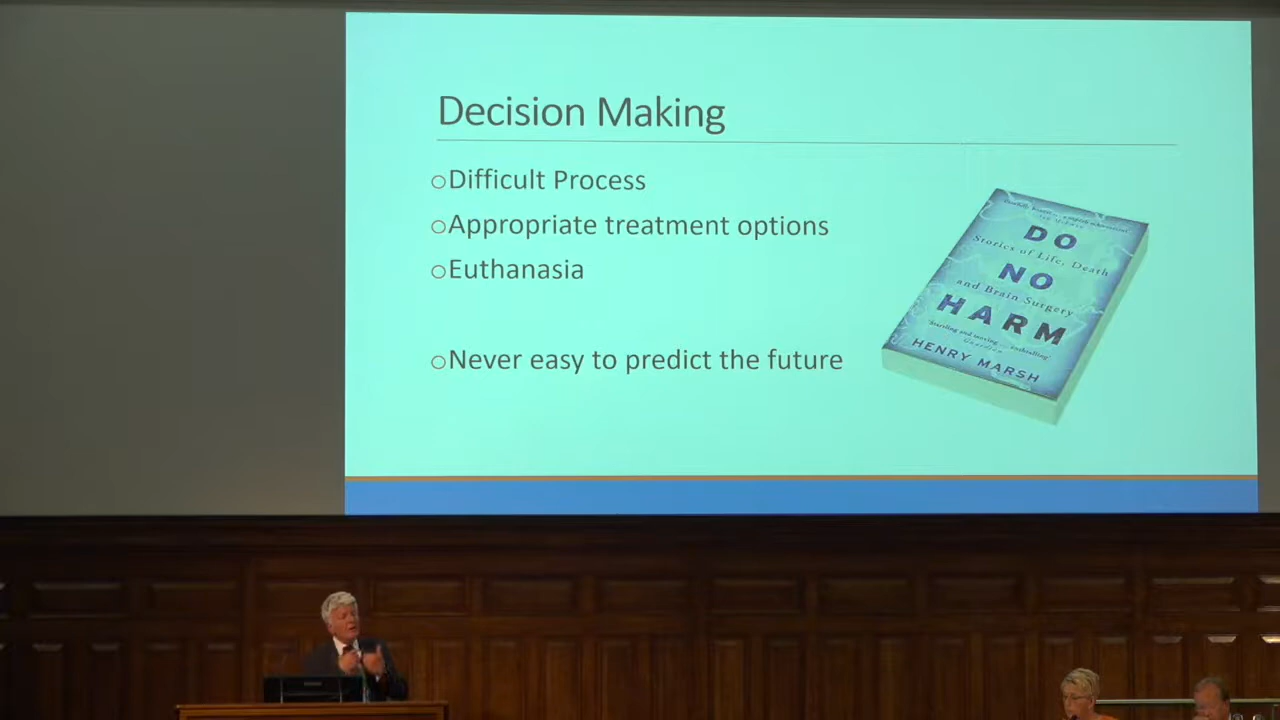 Decision Making
Difficult Process
Appropriate treatment options
Euthanasia
Never easy to predict the future
DO
Stories of Life, Death
NO
and Brain Surgery
HARM
Guardian
HENRY MARSH